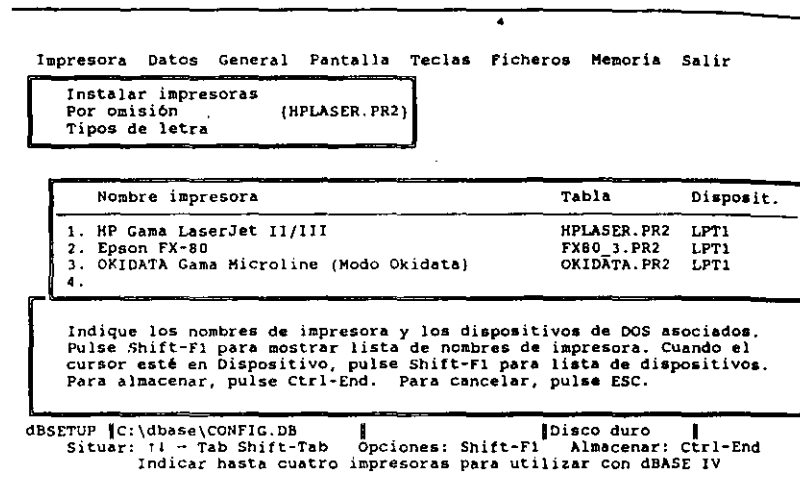 4
Impresora Datos General Pantalla Teclas Ficheros Memoria Salir
Instalar impresoras
Por omisión {HPLASER.PR2}
Tipos de letra
Nombre impresora Tabla Disposit.
1. HP Gama LaserJet II/III HPLASER.PR2 LPT1
2. Epson FX-80 FX80_3.PR2 LPT1
3. OKIDATA Gama Microline (Modo Okidata) OKIDATA.PR2 LPT1
4.
Indique los nombres de impresora y los dispositivos de DOS asociados.
Pulse Shift-F1 para mostrar lista de nombres de impresora. Cuando el
cursor esté en Dispositivo, pulse Shift-F1 para lista de dispositivos.
Para almacenar, pulse Ctrl-End. Para cancelar, pulse ESC.
dBSETUP C:\dbase\CONFIG.DB Disco duro
Situar: ↑↓ → Tab Shift-Tab Opciones: Shift-F1 Almacenar: Ctrl-End
Indicar hasta cuatro impresoras para utilizar con dBASE IV